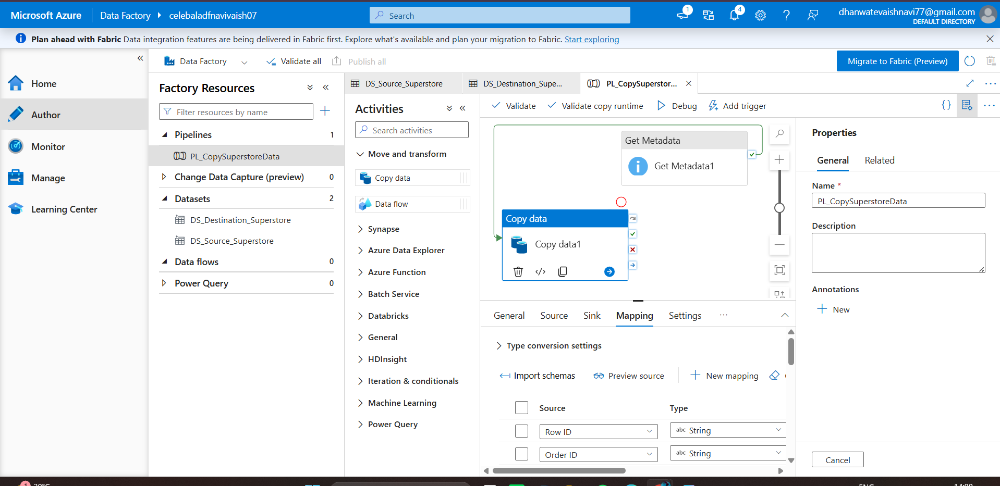 Microsoft Azure
Data Factory
celebaladfnavivaish07
Search
1
4
dhanwatevaishnavi77@gmail.com
DEFAULT DIRECTORY
Plan ahead with Fabric Data integration features are being delivered in Fabric first. Explore what's available and plan your migration to Fabric. Start exploring
Home
Author
Monitor
Manage
Learning Center
Data Factory
Validate all
Publish all
Migrate to Fabric (Preview)
Factory Resources
Filter resources by name
Pipelines 1
PL_CopySuperstoreData
Change Data Capture (preview) 0
Datasets 2
DS_Destination_Superstore
DS_Source_Superstore
Data flows 0
Power Query 0
DS_Source_Superstore
DS_Destination_Supe...
PL_CopySuperstor...
Activities
Search activities
Move and transform
Copy data
Data flow
Synapse
Azure Data Explorer
Azure Function
Batch Service
Databricks
General
HDInsight
Iteration & conditionals
Machine Learning
Power Query
Validate
Validate copy runtime
Debug
Add trigger
Get Metadata
Get Metadata1
Copy data
Copy data1
General
Source
Sink
Mapping
Settings
Type conversion settings
Import schemas
Preview source
New mapping
Source
Type
Row ID
abc String
Order ID
abc String
Properties
General
Related
Name *
PL_CopySuperstoreData
Description
Annotations
New
Cancel
1